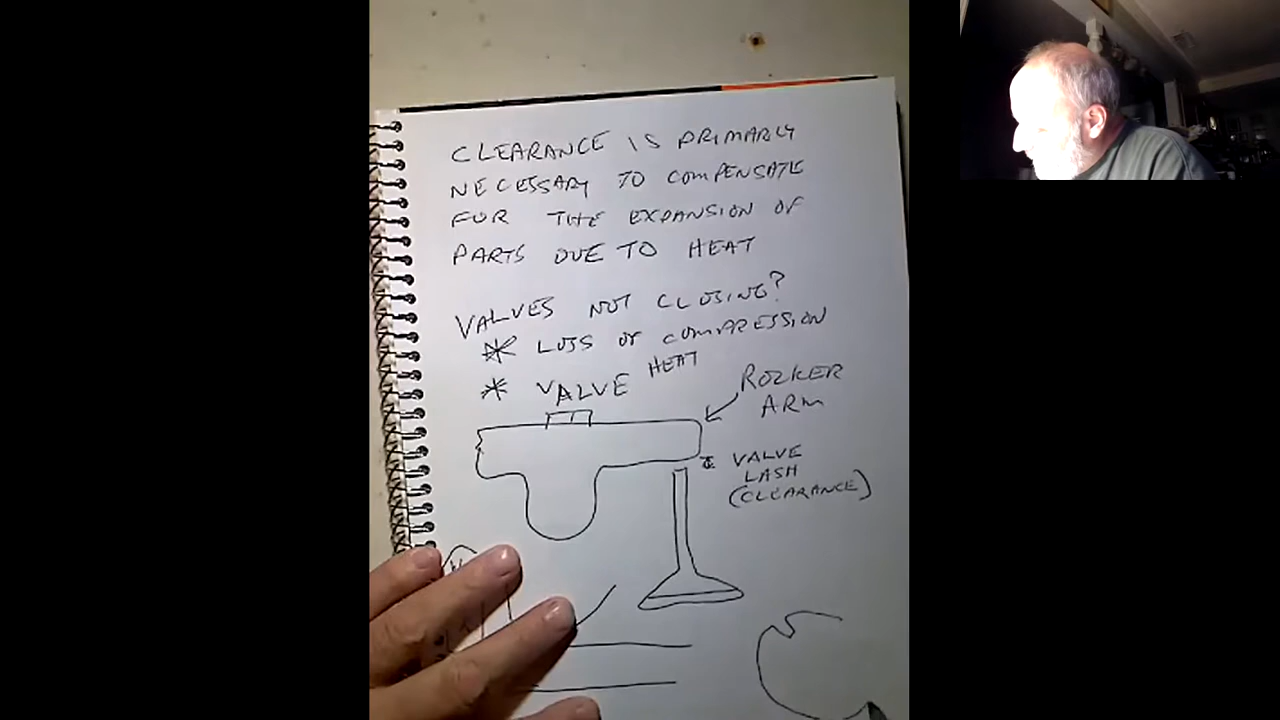 CLEARANCE IS PRIMARLY
NECESSARY TO COMPENSATE
FOR THE EXPANSION OF
PARTS DUE TO HEAT
VALVES NOT CLOSING?
* LOSS OF COMPRESSION
* VALVE HEAT
ROCKER
ARM
VALVE
LASH
(CLEARANCE)